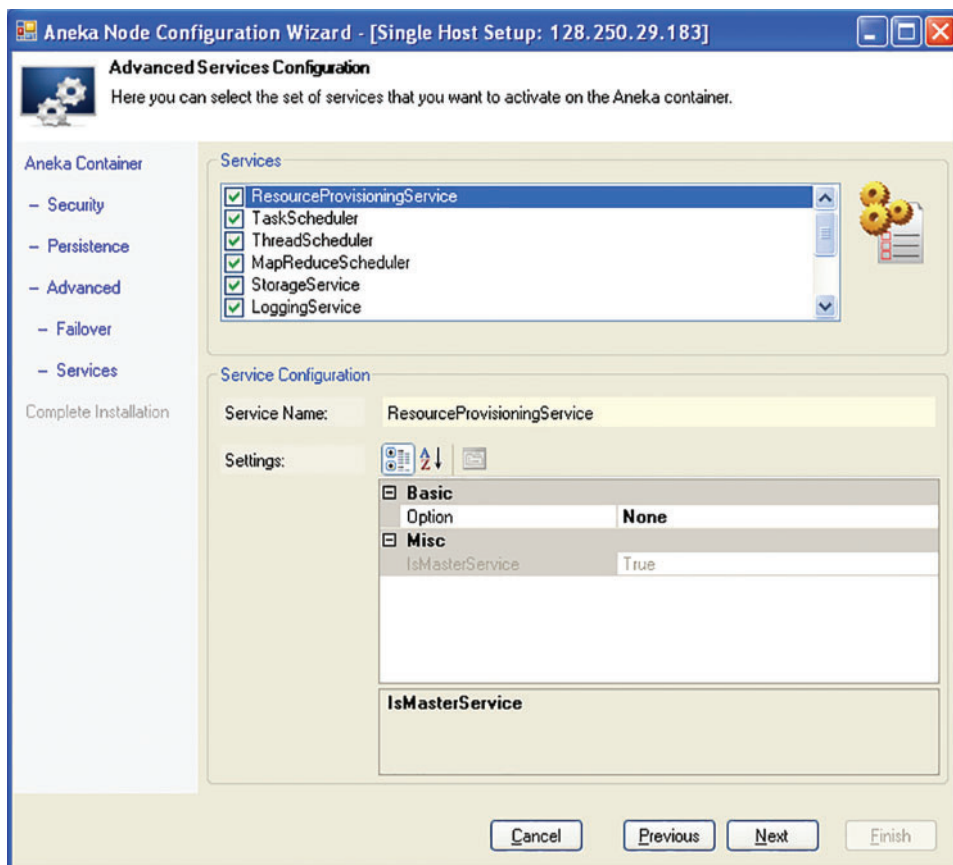 Aneka Node Configuration Wizard - [Single Host Setup: 128.250.29.183]
Advanced Services Configuration
Here you can select the set of services that you want to activate on the Aneka container.
Aneka Container
– Security
– Persistence
– Advanced
– Failover
– Services
Complete Installation
Services
ResourceProvisioningService
TaskScheduler
ThreadScheduler
MapReduceScheduler
StorageService
LoggingService
Service Configuration
Service Name: ResourceProvisioningService
Settings:
A
Z
Basic
Option None
Misc
IsMasterService True
IsMasterService
Cancel Previous Next Finish